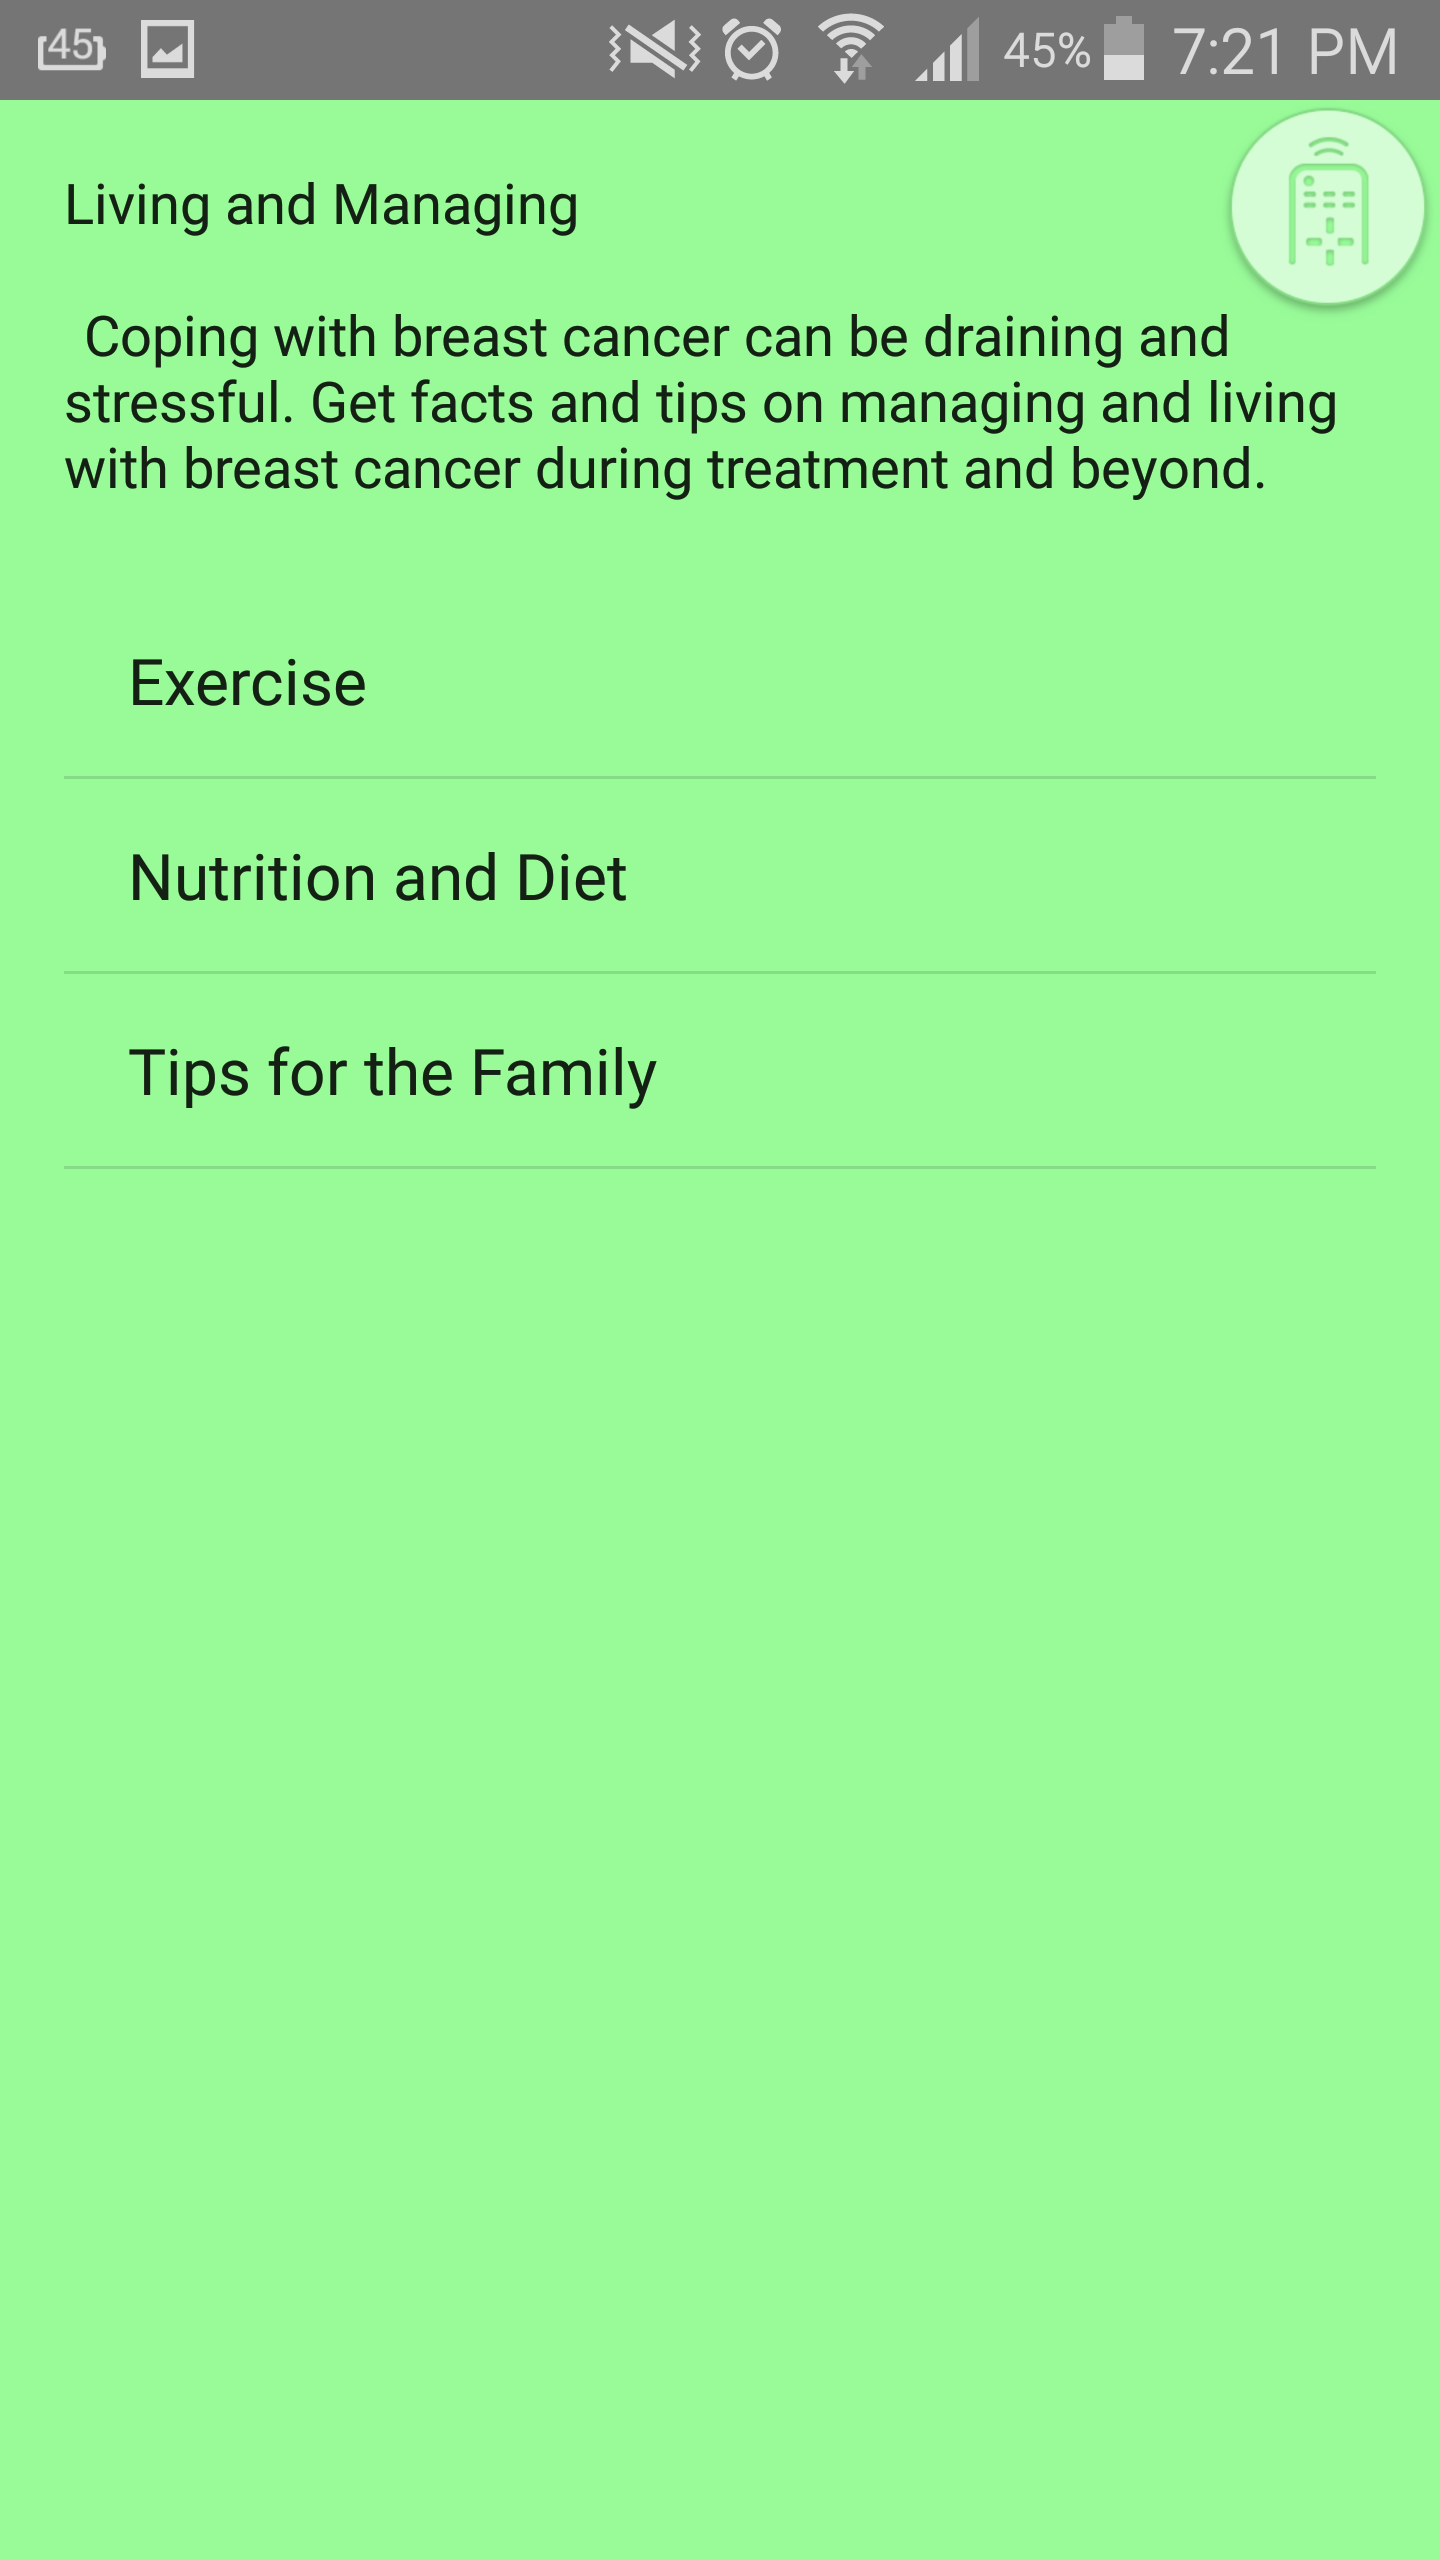 45 45% 7:21 PM
Living and Managing
Coping with breast cancer can be draining and
stressful. Get facts and tips on managing and living
with breast cancer during treatment and beyond.
Exercise
Nutrition and Diet
Tips for the Family